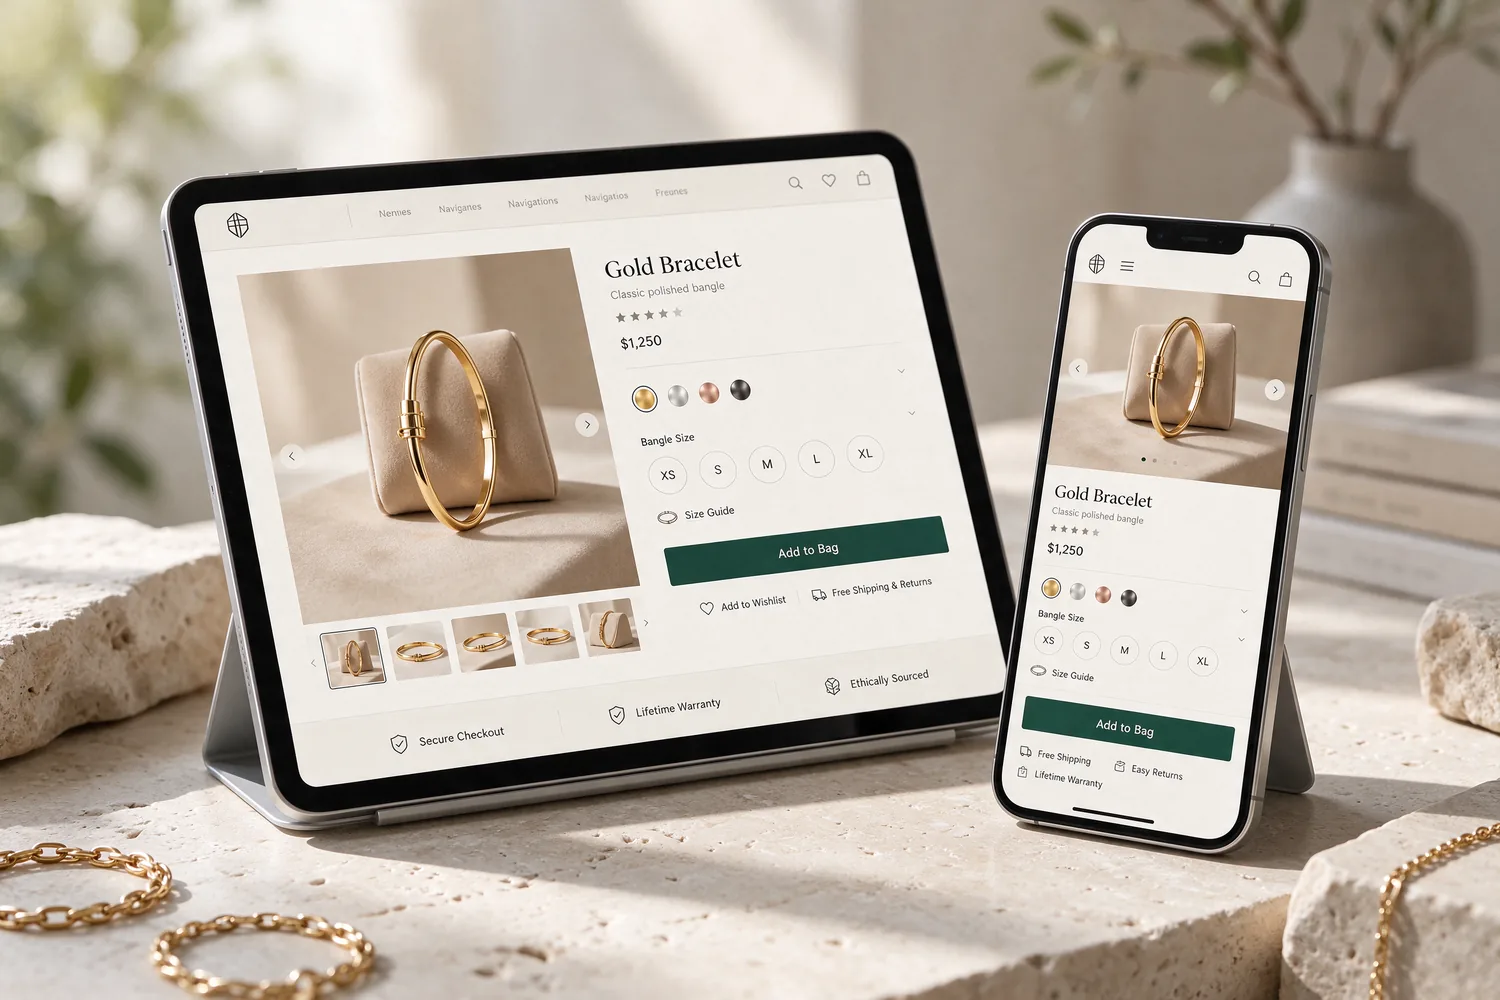 Nemes
Naviganes
Navigations
Navigatios
Freunes
Gold Bracelet
Classic polished bangle
$1,250
Bangle Size
XS
S
M
L
XL
Size Guide
Add to Bag
Add to Wishlist
Free Shipping & Returns
Secure Checkout
Lifetime Warranty
Ethically Sourced
Gold Bracelet
Classic polished bangle
$1,250
Bangle Size
XS
S
M
L
XL
Size Guide
Add to Bag
Free Shipping
Easy Returns
Lifetime Warranty